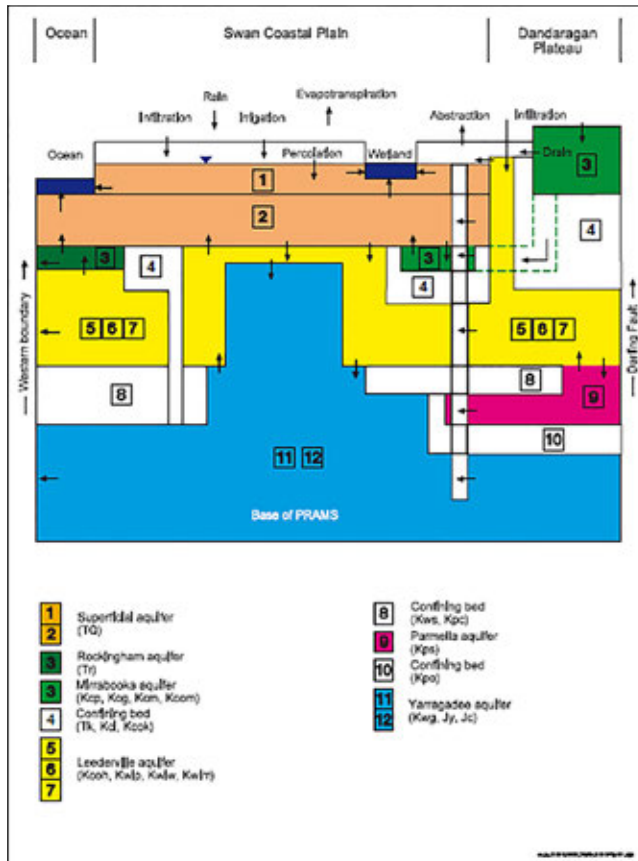 Ocean
Swan Coastal Plain
Dandaragan
Plateau
Rain
Evapotranspiration
Infiltration
Irrigation
Abstraction
Infiltration
Ocean
Percolation
Wetland
Drain
3
1
2
4
3
4
3
4
Western boundary
Darling Fault
5 6 7
5 6 7
8
8
9
10
11 12
Base of PRAMS
1
2
Superficial aquifer
(TQ)
3
Rockingham aquifer
(Tr)
3
Mirrabooka aquifer
(Kcp, Kcg, Kcm, Kcom)
4
Confining bed
(Tk, Kcl, Kcok)
5
6
7
Leederville aquifer
(Kcoh, Kwlp, Kwlw, Kwlm)
8
Confining bed
(Kws, Kpc)
9
Parmelia aquifer
(Kps)
10
Confining bed
(Kpo)
11
12
Yarragadee aquifer
(Kwg, Jy, Jc)